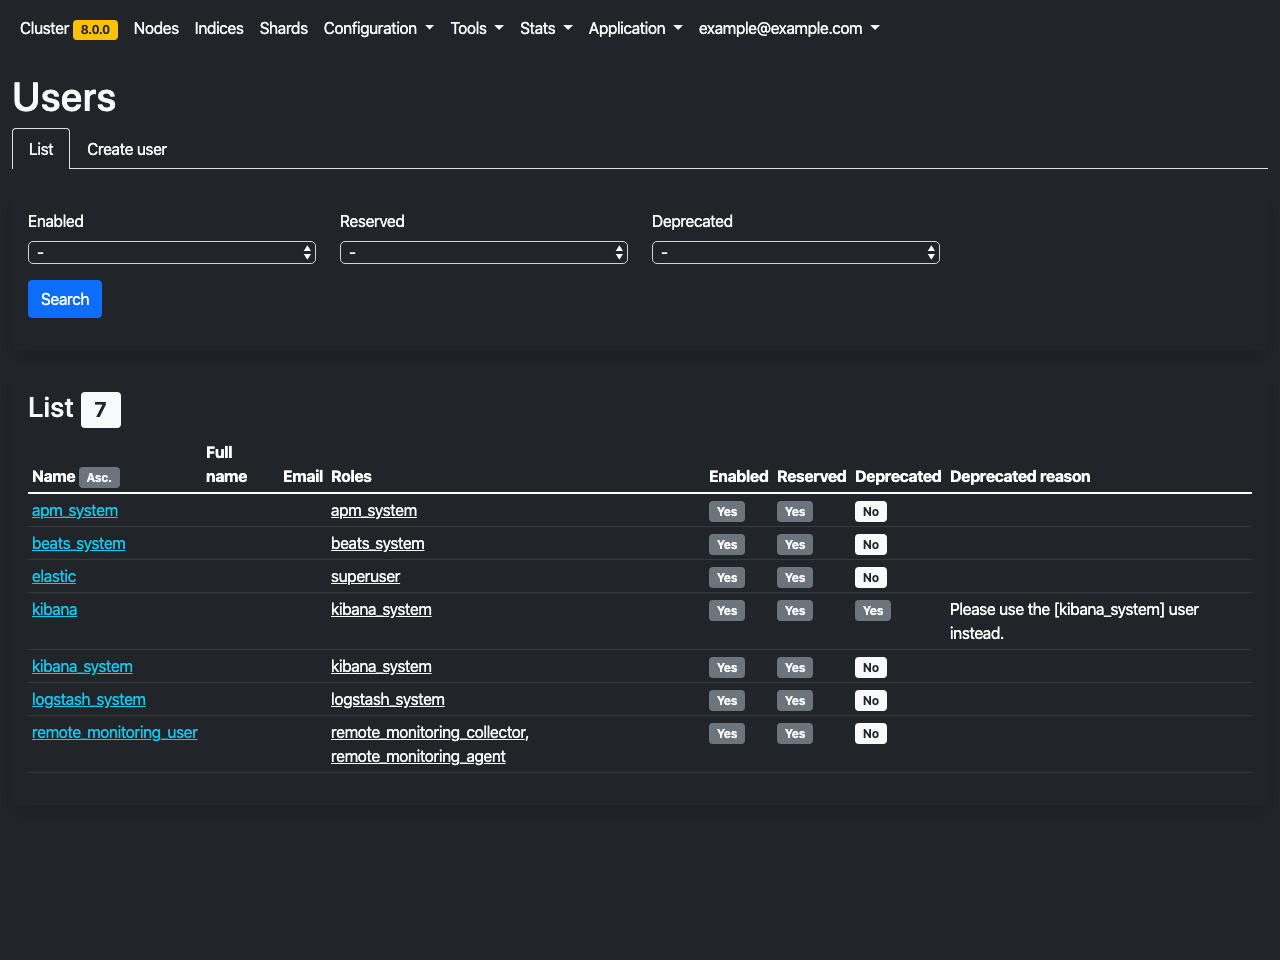 Cluster 8.0.0 Nodes Indices Shards Configuration Tools Stats Application example@example.com
Users
List Create user
Enabled Reserved Deprecated
- - -
Search
List 7
Name Asc. Full name Email Roles Enabled Reserved Deprecated Deprecated reason
apm_system apm_system Yes Yes No
beats_system beats_system Yes Yes No
elastic superuser Yes Yes No
kibana kibana_system Yes Yes Yes Please use the [kibana_system] user
instead.
kibana_system kibana_system Yes Yes No
logstash_system logstash_system Yes Yes No
remote_monitoring_user remote_monitoring_collector, Yes Yes No
remote_monitoring_agent